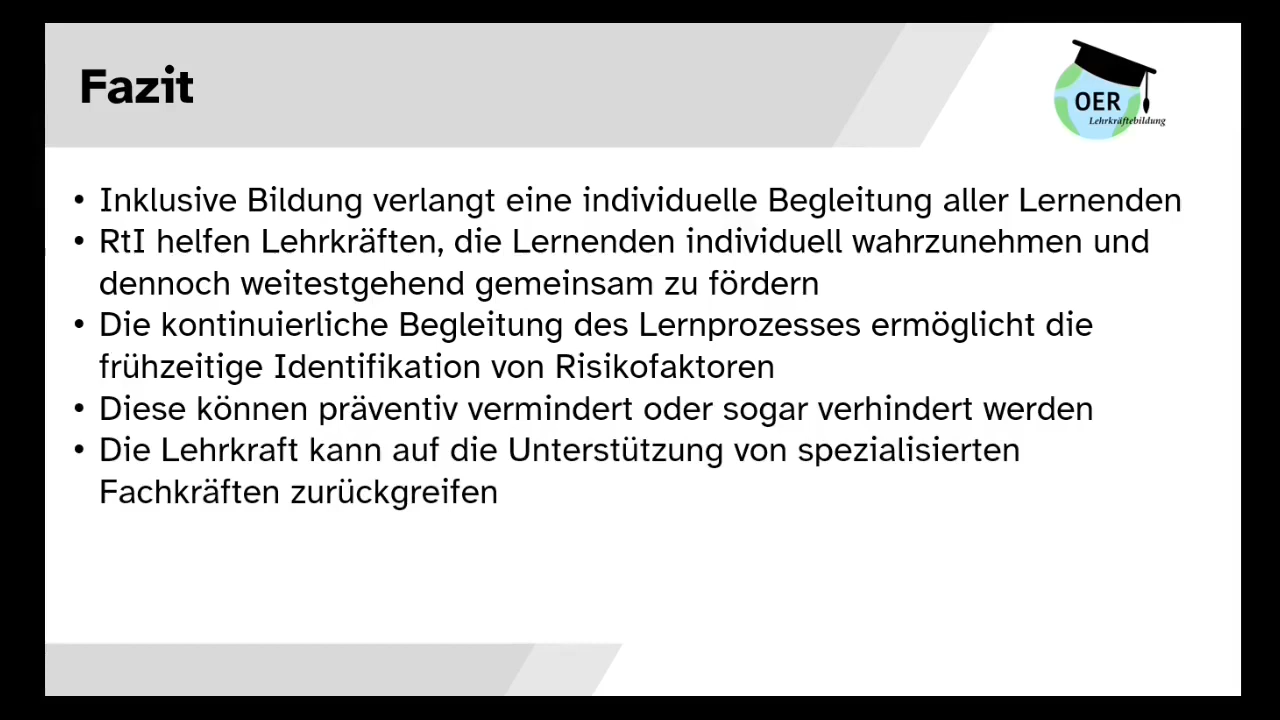 Fazit
OER
Lehrkräftebildung
• Inklusive Bildung verlangt eine individuelle Begleitung aller Lernenden
• RtI helfen Lehrkräften, die Lernenden individuell wahrzunehmen und
dennoch weitestgehend gemeinsam zu fördern
• Die kontinuierliche Begleitung des Lernprozesses ermöglicht die
frühzeitige Identifikation von Risikofaktoren
• Diese können präventiv vermindert oder sogar verhindert werden
• Die Lehrkraft kann auf die Unterstützung von spezialisierten
Fachkräften zurückgreifen